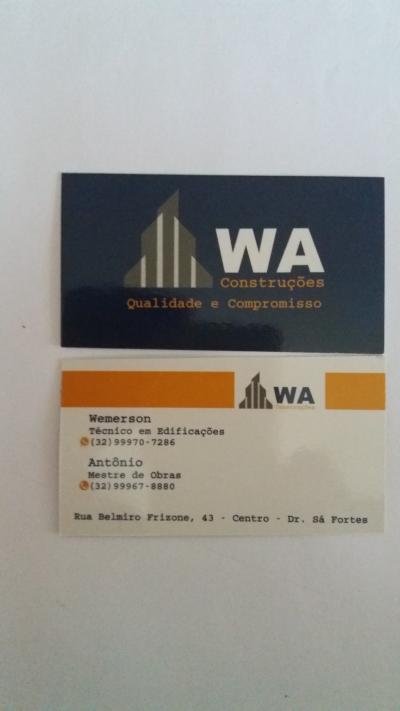 WA
Construções
Qualidade e Compromisso
WA
Construções
Wemerson
Técnico em Edificações
(32)99970-7286
Antônio
Mestre de Obras
(32)99967-8880
Rua Belmiro Frizone, 43 - Centro - Dr. Sá Fortes